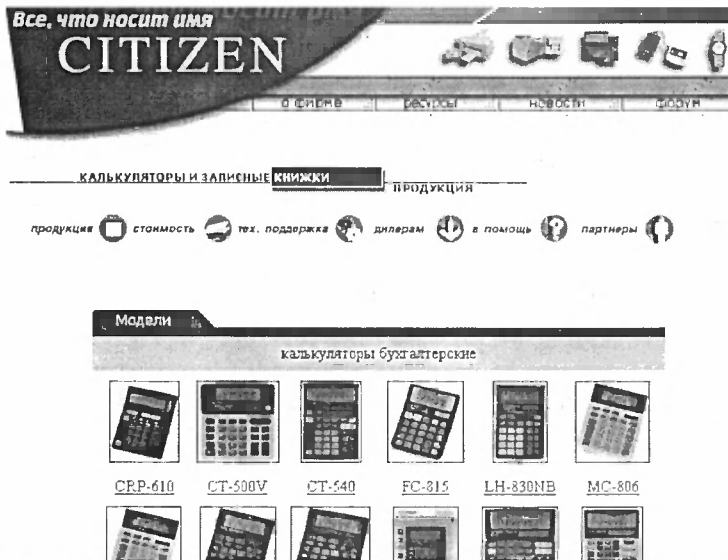 Все, что носит имя
CITIZEN
о фирме ресурсы новости форум
КАЛЬКУЛЯТОРЫ И ЗАПИСНЫЕ КНИЖКИ
ПРОДУКЦИЯ
продукция стоимость тех. поддержка дилерам в помощь партнеры
Модели
калькуляторы бухгалтерские
CRP-610 CT-500V CT-540 FC-815 LH-830NB MC-806